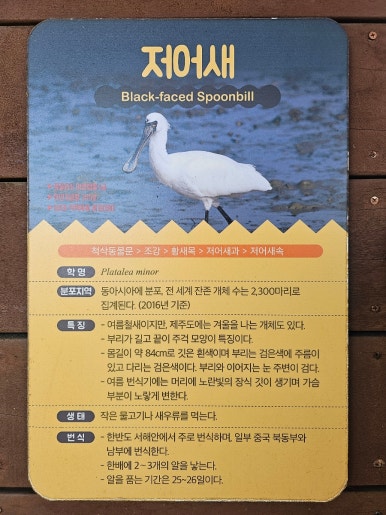 저어새
Black-faced Spoonbill
척삭동물문 > 조강 > 황새목 > 저어새과 > 저어새속
학 명 Platalea minor
분포지역 동아시아에 분포, 전 세계 잔존 개체 수는 2,300마리로
집계된다. (2016년 기준)
특 징 - 여름철새이지만, 제주도에는 겨울을 나는 개체도 있다.
- 부리가 길고 끝이 주걱 모양이 특징이다.
- 몸길이 약 84cm로 깃은 흰색이며 부리는 검은색에 주름이
있고 다리는 검은색이다. 부리와 이어지는 눈 주변이 검다.
- 여름 번식기에는 머리에 노란빛의 장식 깃이 생기며 가슴
부분이 노랗게 변한다.
생 태 작은 물고기나 새우류를 먹는다.
번 식 - 한반도 서해안에서 주로 번식하며, 일부 중국 북동부와
남부에 번식한다.
- 한배에 2~3개의 알을 낳는다.
- 알을 품는 기간은 25~26일이다.